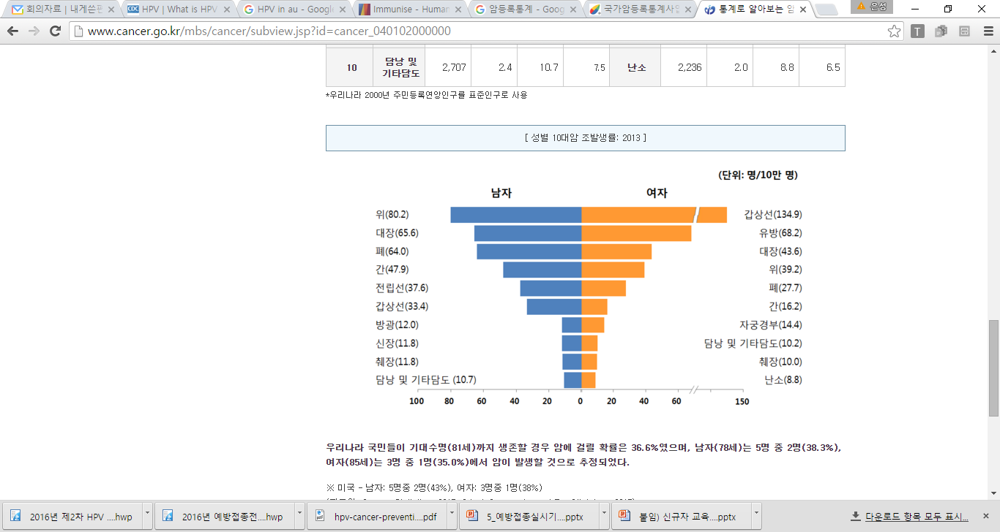 회의자료 | 내게쓴편
HPV | What is HPV
HPV in au - Google
Immunise - Human
암등록통계 - Goog
국가암등록통계사업
통계로 알아보는 암
은성
www.cancer.go.kr/mbs/cancer/subview.jsp?id=cancer_040102000000
10 담낭 및 기타담도 2,707 2.4 10.7 7.5 난소 2,236 2.0 8.8 6.5
*우리나라 2000년 주민등록연앙인구를 표준인구로 사용
[ 성별 10대암 조발생률: 2013 ]
(단위: 명/10만 명)
남자 여자
위(80.2) 갑상선(134.9)
대장(65.6) 유방(68.2)
폐(64.0) 대장(43.6)
간(47.9) 위(39.2)
전립선(37.6) 폐(27.7)
갑상선(33.4) 간(16.2)
방광(12.0) 자궁경부(14.4)
신장(11.8) 담낭 및 기타담도(10.2)
췌장(11.8) 췌장(10.0)
담낭 및 기타담도 (10.7) 난소(8.8)
100 80 60 40 20 0 20 40 60 150
우리나라 국민들이 기대수명(81세)까지 생존할 경우 암에 걸릴 확률은 36.6%였으며, 남자(78세)는 5명 중 2명(38.3%),
여자(85세)는 3명 중 1명(35.0%)에서 암이 발생할 것으로 추정되었다.
※ 미국 - 남자: 5명중 2명(43%), 여자: 3명중 1명(38%)
2016년 제2차 HPV ....hwp
2016년 예방접종전....hwp
hpv-cancer-preventi....pdf
5_예방접종실시기....pptx
붙임) 신규자 교육....pptx
다운로드 항목 모두 표시...